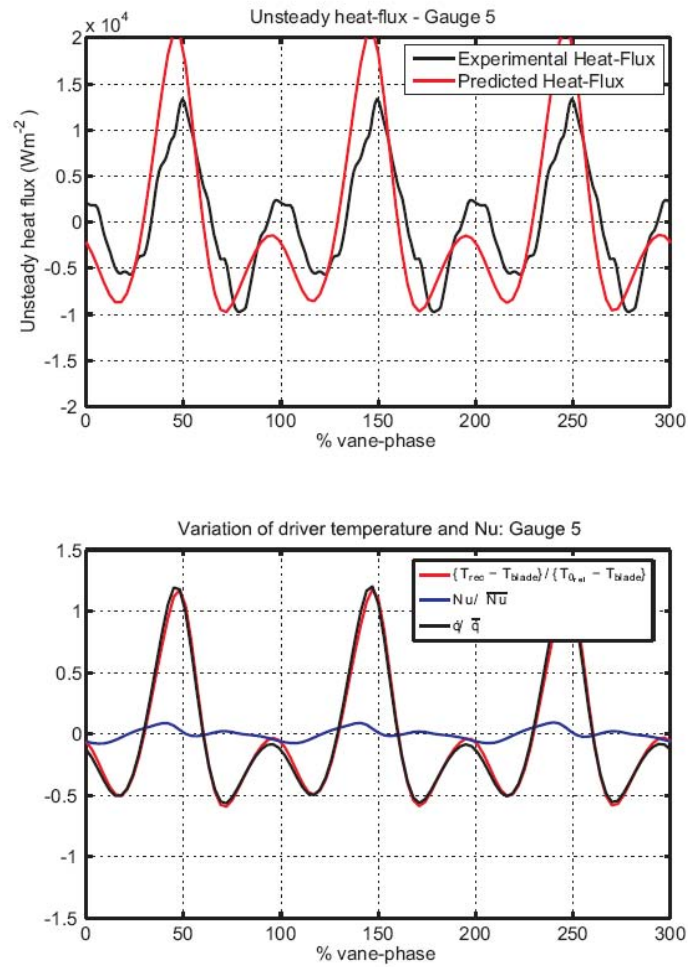 Unsteady heat-flux - Gauge 5
x 10⁴
2
1.5
1
0.5
0
-0.5
-1
-1.5
-2
Unsteady heat flux (Wm⁻²)
Experimental Heat-Flux
Predicted Heat-Flux
0 50 100 150 200 250 300
% vane-phase
Variation of driver temperature and Nu: Gauge 5
1.5
1
0.5
0
-0.5
-1
-1.5
{T_rec − T_blade}/{T_0rel − T_blade}
Nu/ N̅u̅
q̇/ q̅
0 50 100 150 200 250 300
% vane-phase